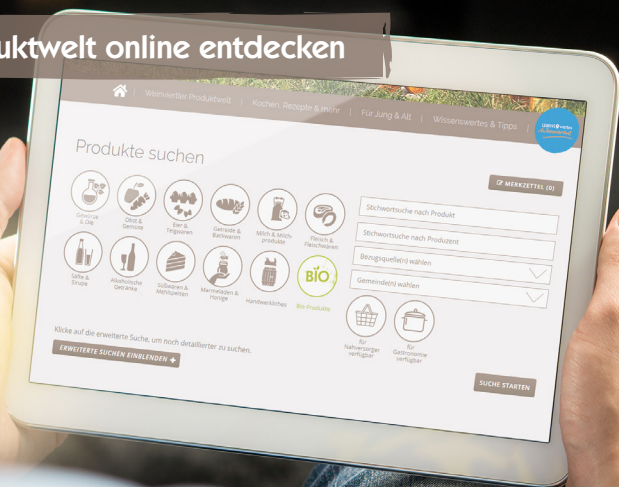 uktwelt online entdecken
Weinviertler Produktwelt | Kochen, Rezepte & mehr | Für Jung & Alt | Wissenswertes & Tipps |
Produkte suchen
MERKZETTEL (0)
Gewürze
& Öle
Obst &
Gemüse
Eier &
Teigwaren
Getreide &
Backwaren
Milch & Milch-
produkte
Fleisch &
Fleischwaren
Stichwortsuche nach Produkt
Stichwortsuche nach Produzent
Bezugsquelle(n) wählen
Gemeinde(n) wählen
Säfte &
Sirupe
Alkoholische
Getränke
Süßwaren &
Mehlspeisen
Marmeladen &
Honige
Handwerkliches
BIO
Bio Produkte
für
Nahversorger
verfügbar
für
Gastronomie
verfügbar
Klicke auf die erweiterte Suche, um noch detaillierter zu suchen.
ERWEITERTE SUCHEN EINBLENDEN +
SUCHE STARTEN